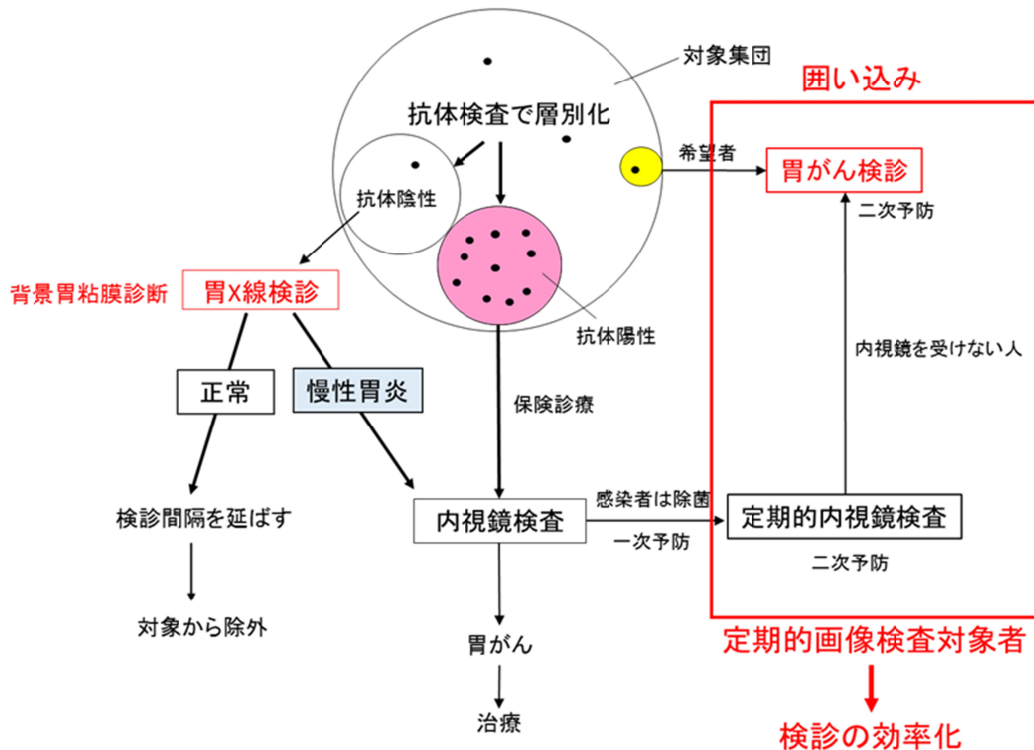 対象集団
囲い込み
抗体検査で層別化
希望者
胃がん検診
二次予防
抗体陰性
背景胃粘膜診断
胃X線検診
抗体陽性
内視鏡を受けない人
正常
慢性胃炎
保険診療
検診間隔を延ばす
内視鏡検査
感染者は除菌
一次予防
定期的内視鏡検査
二次予防
対象から除外
胃がん
定期的画像検査対象者
治療
検診の効率化